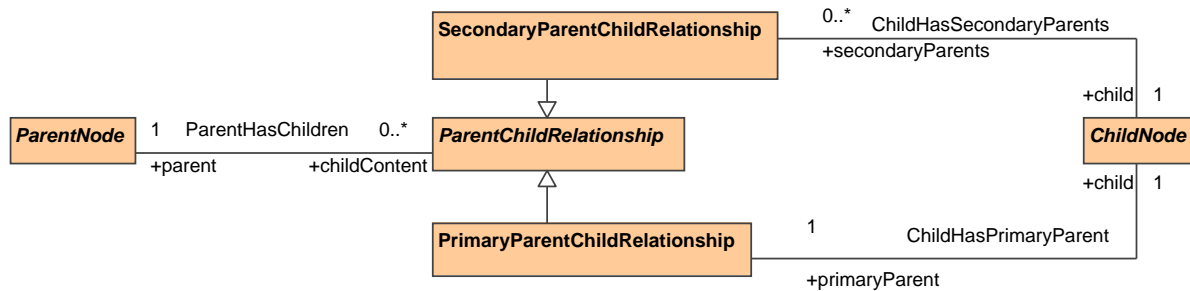 0..*
ChildHasSecondaryParents
SecondaryParentChildRelationship
+secondaryParents
+child
1
1
ParentHasChildren
0..*
ParentNode
ParentChildRelationship
ChildNode
+parent
+childContent
+child
1
1
PrimaryParentChildRelationship
ChildHasPrimaryParent
+primaryParent